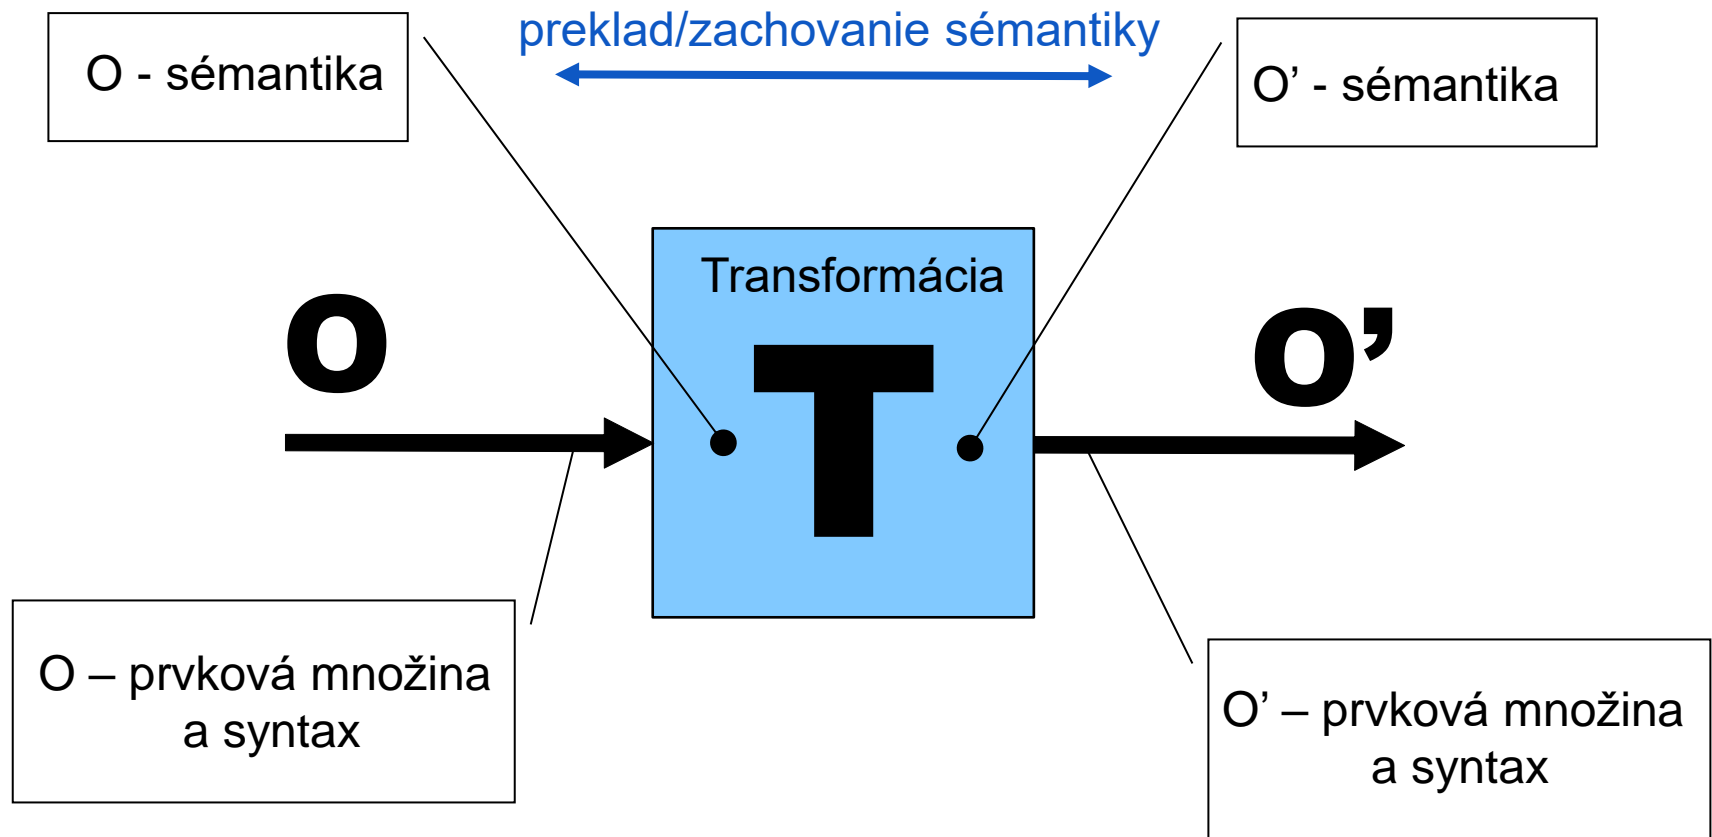 preklad/zachovanie sémantiky
O - sémantika
O’ - sémantika
Transformácia
O
T
O’
O – prvková množina
a syntax
O’ – prvková množina
a syntax